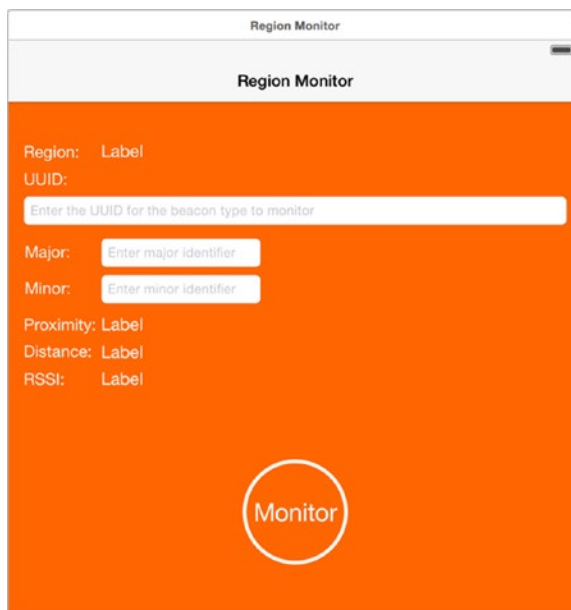 Region Monitor
Region Monitor
Region: Label
UUID:
Enter the UUID for the beacon type to monitor
Major: Enter major identifier
Minor: Enter minor identifier
Proximity: Label
Distance: Label
RSSI: Label
Monitor